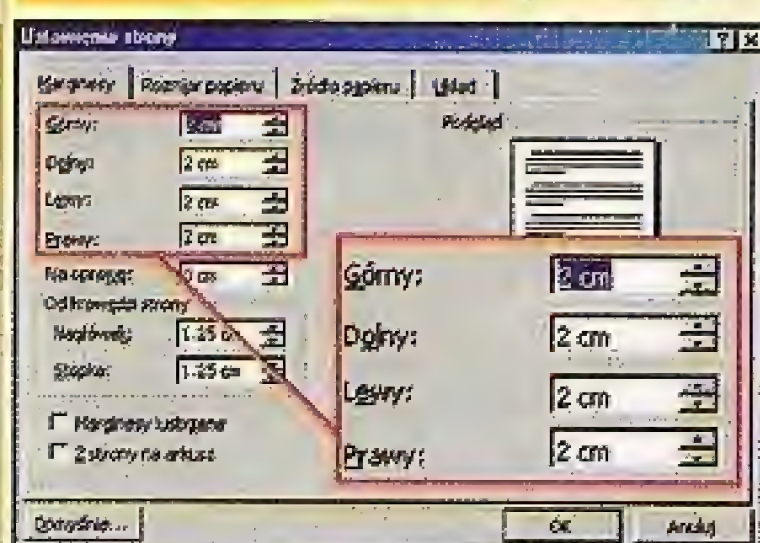 Ustawienia strony
Marginesy Rozmiar papieru Źródło papieru Układ
Górny: Podgląd
Dolny: 2 cm
Lewy: 2 cm
Prawy: 2 cm
Na oprawę: 0 cm
Od krawędzi strony
Nagłówek: 1.25 cm
Stopka: 1.25 cm
Marginesy lustrzane
2 strony na arkusz
Górny: 2 cm
Dolny: 2 cm
Lewy: 2 cm
Prawy: 2 cm
Domyślnie... OK Anuluj